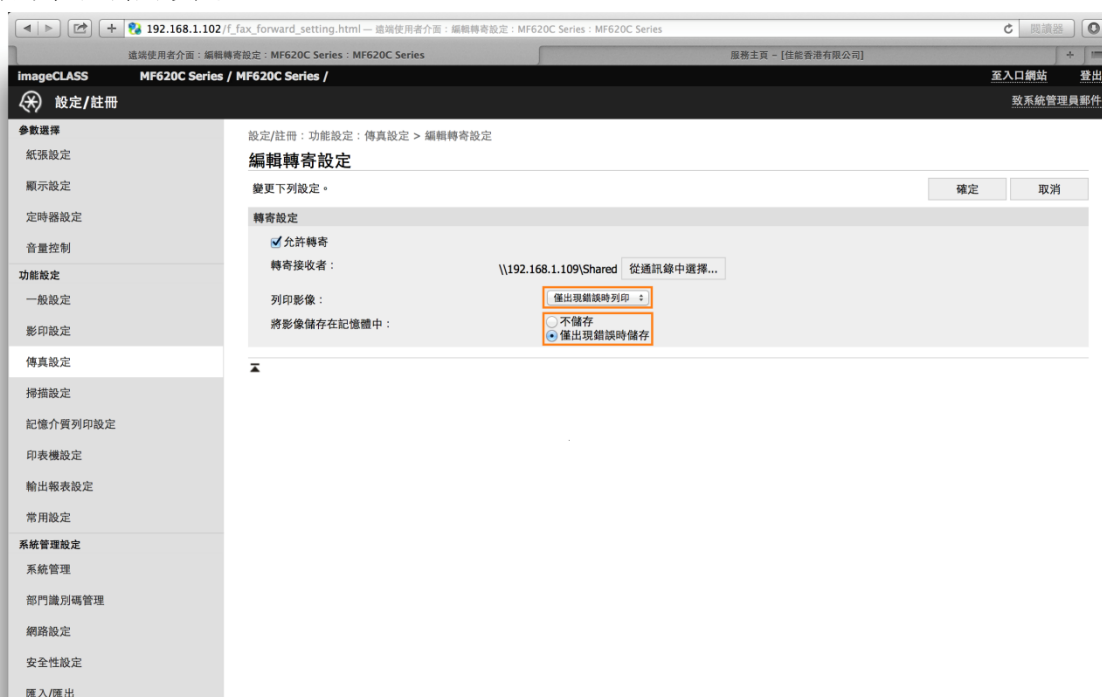 192.168.1.102/f_fax_forward_setting.html — 遠端使用者介面：編輯轉寄設定：MF620C Series：MF620C Series
閱讀器
遠端使用者介面：編輯轉寄設定：MF620C Series：MF620C Series
服務主頁 – [佳能香港有限公司]
imageCLASS
MF620C Series / MF620C Series /
至入口網站
登出
設定/註冊
致系統管理員郵件
參數選擇
紙張設定
顯示設定
定時器設定
音量控制
功能設定
一般設定
影印設定
傳真設定
掃描設定
記憶介質列印設定
印表機設定
輸出報表設定
常用設定
系統管理設定
系統管理
部門識別碼管理
網路設定
安全性設定
匯入/匯出
設定/註冊：功能設定：傳真設定 > 編輯轉寄設定
編輯轉寄設定
變更下列設定。
確定
取消
轉寄設定
允許轉寄
轉寄接收者：
\\192.168.1.109\Shared
從通訊錄中選擇...
列印影像：
僅出現錯誤時列印
將影像儲存在記憶體中：
不儲存
僅出現錯誤時儲存